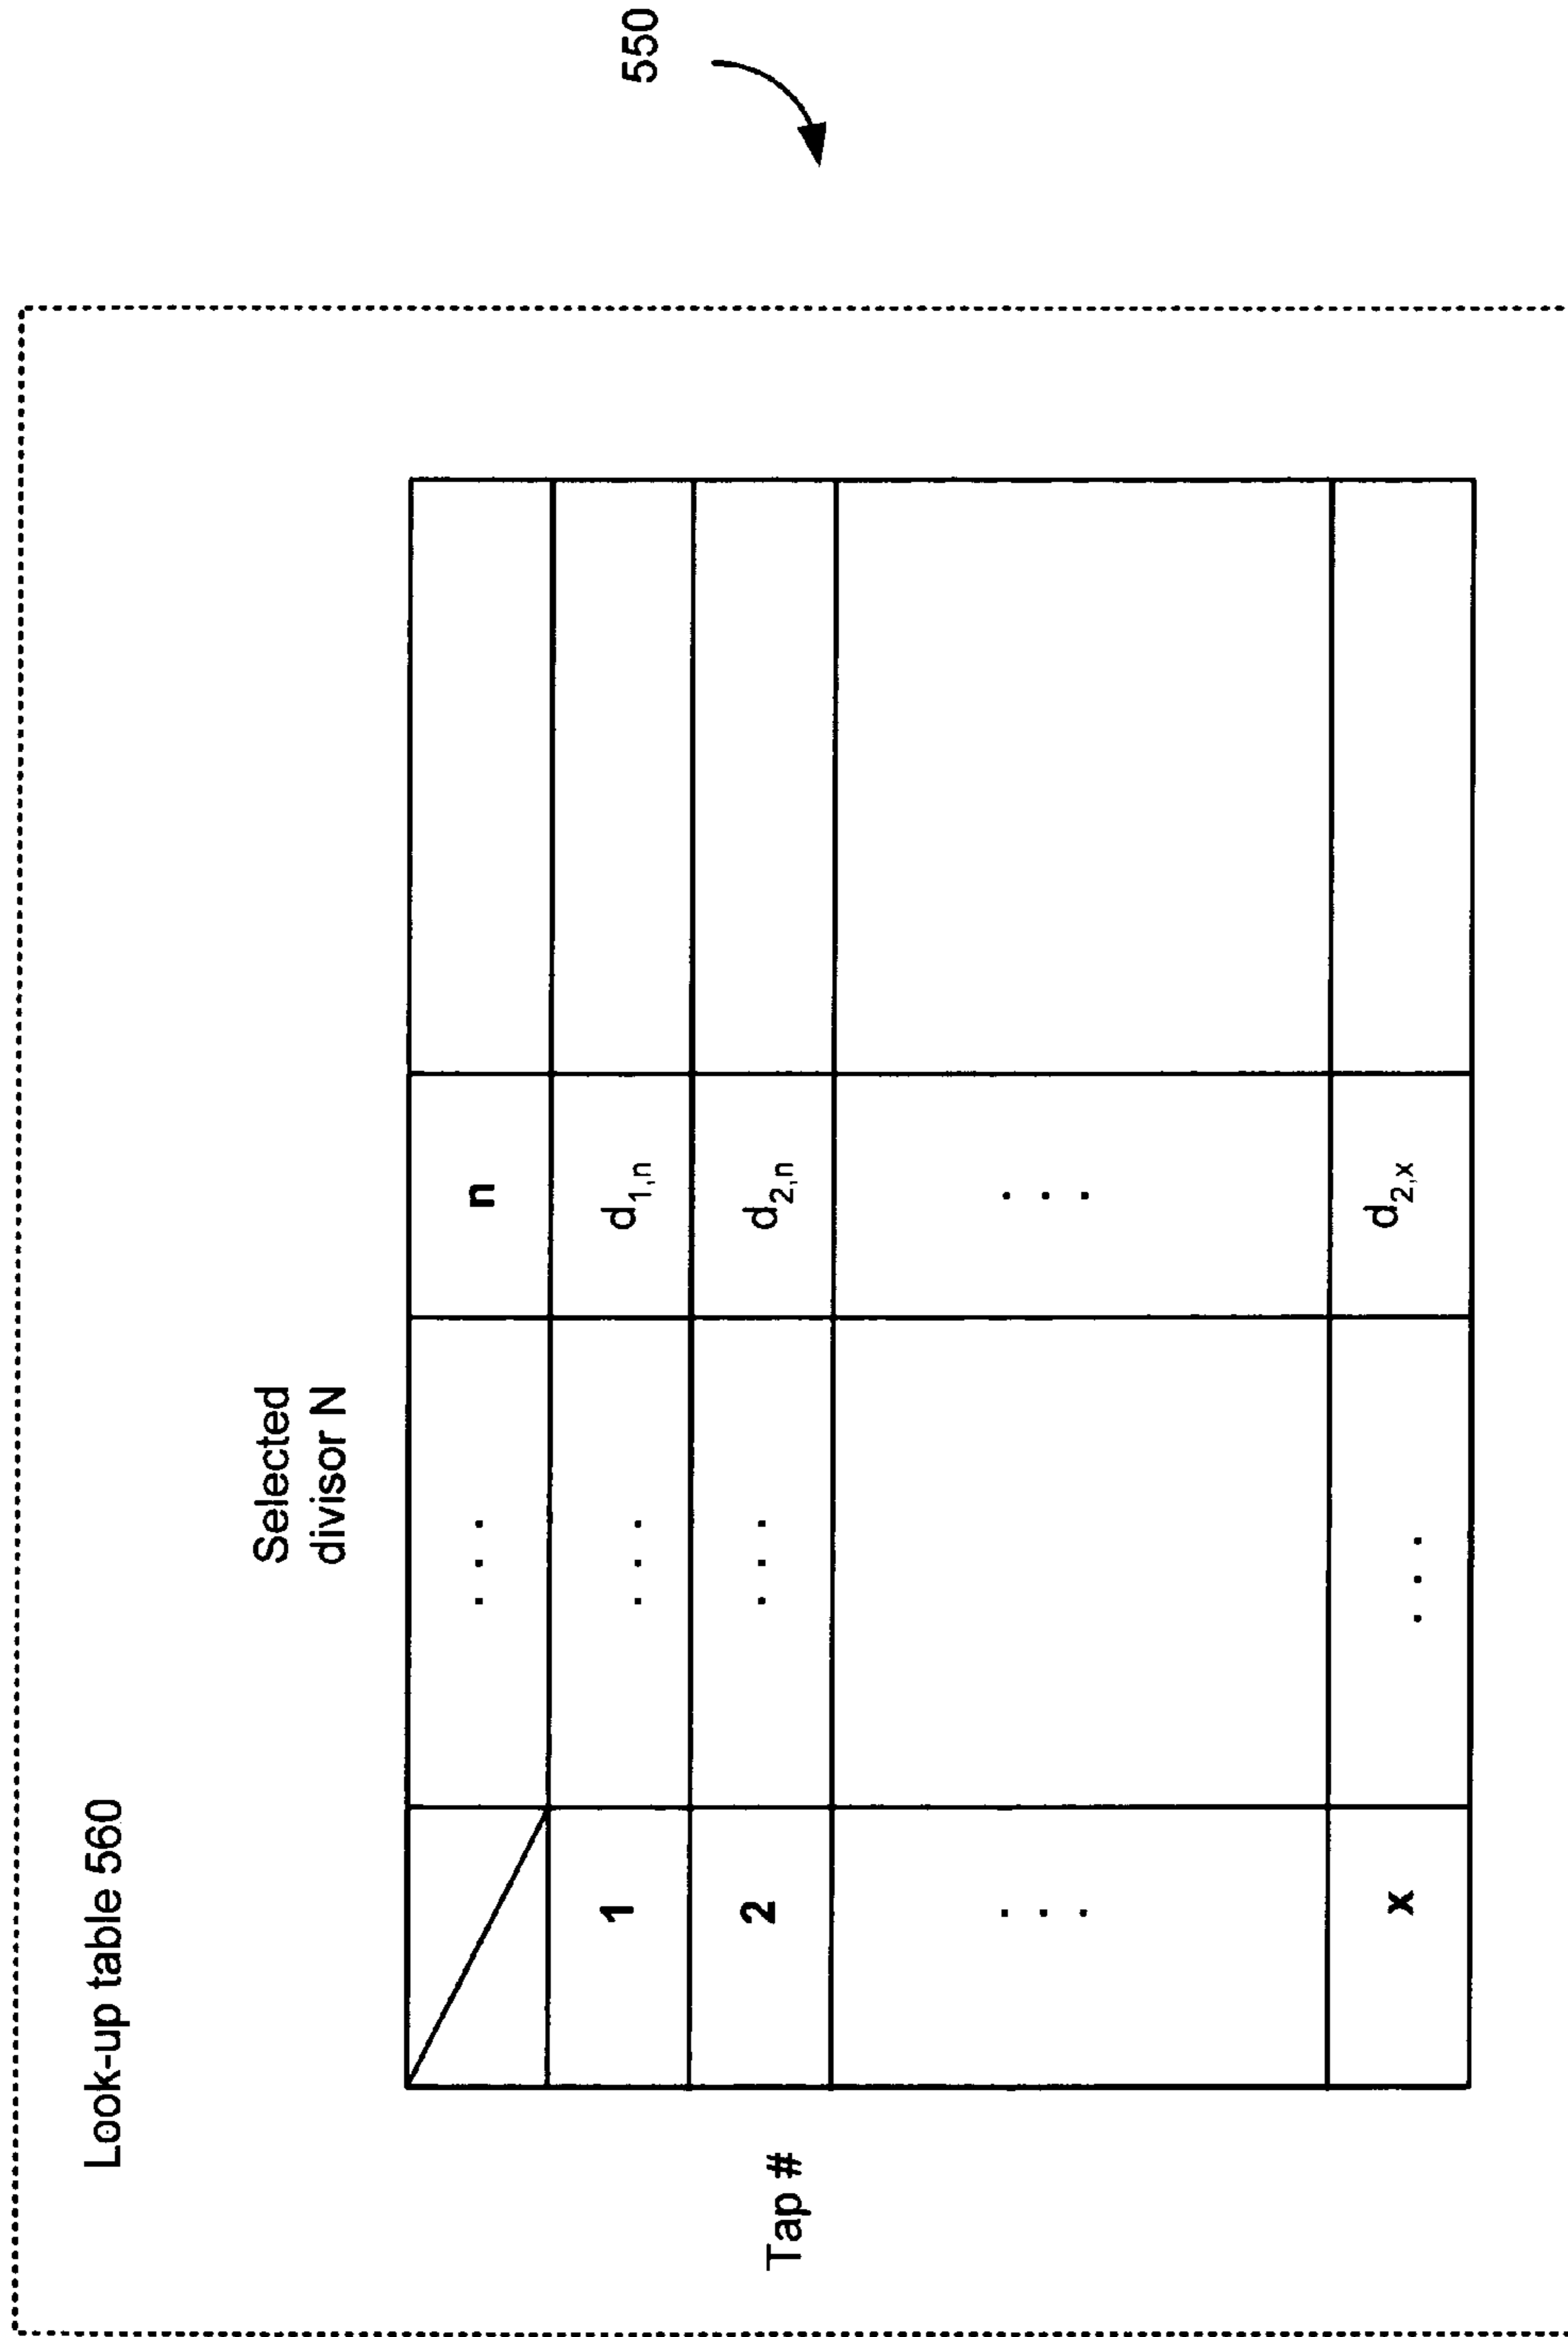 550
Look-up table 560
Selected
divisor N
. . . n
1 . . . d1,n
Tap # 2 . . . d2,n
. . . . . .
x . . . d2,x